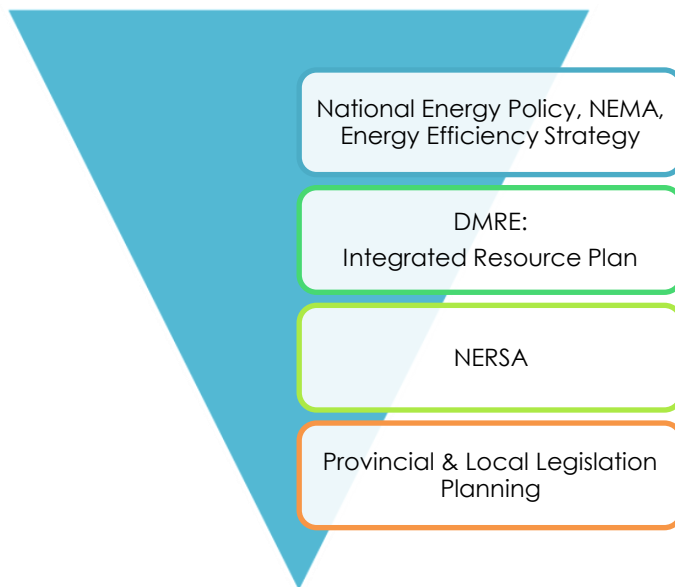 National Energy Policy, NEMA,
Energy Efficiency Strategy
DMRE:
Integrated Resource Plan
NERSA
Provincial & Local Legislation
Planning